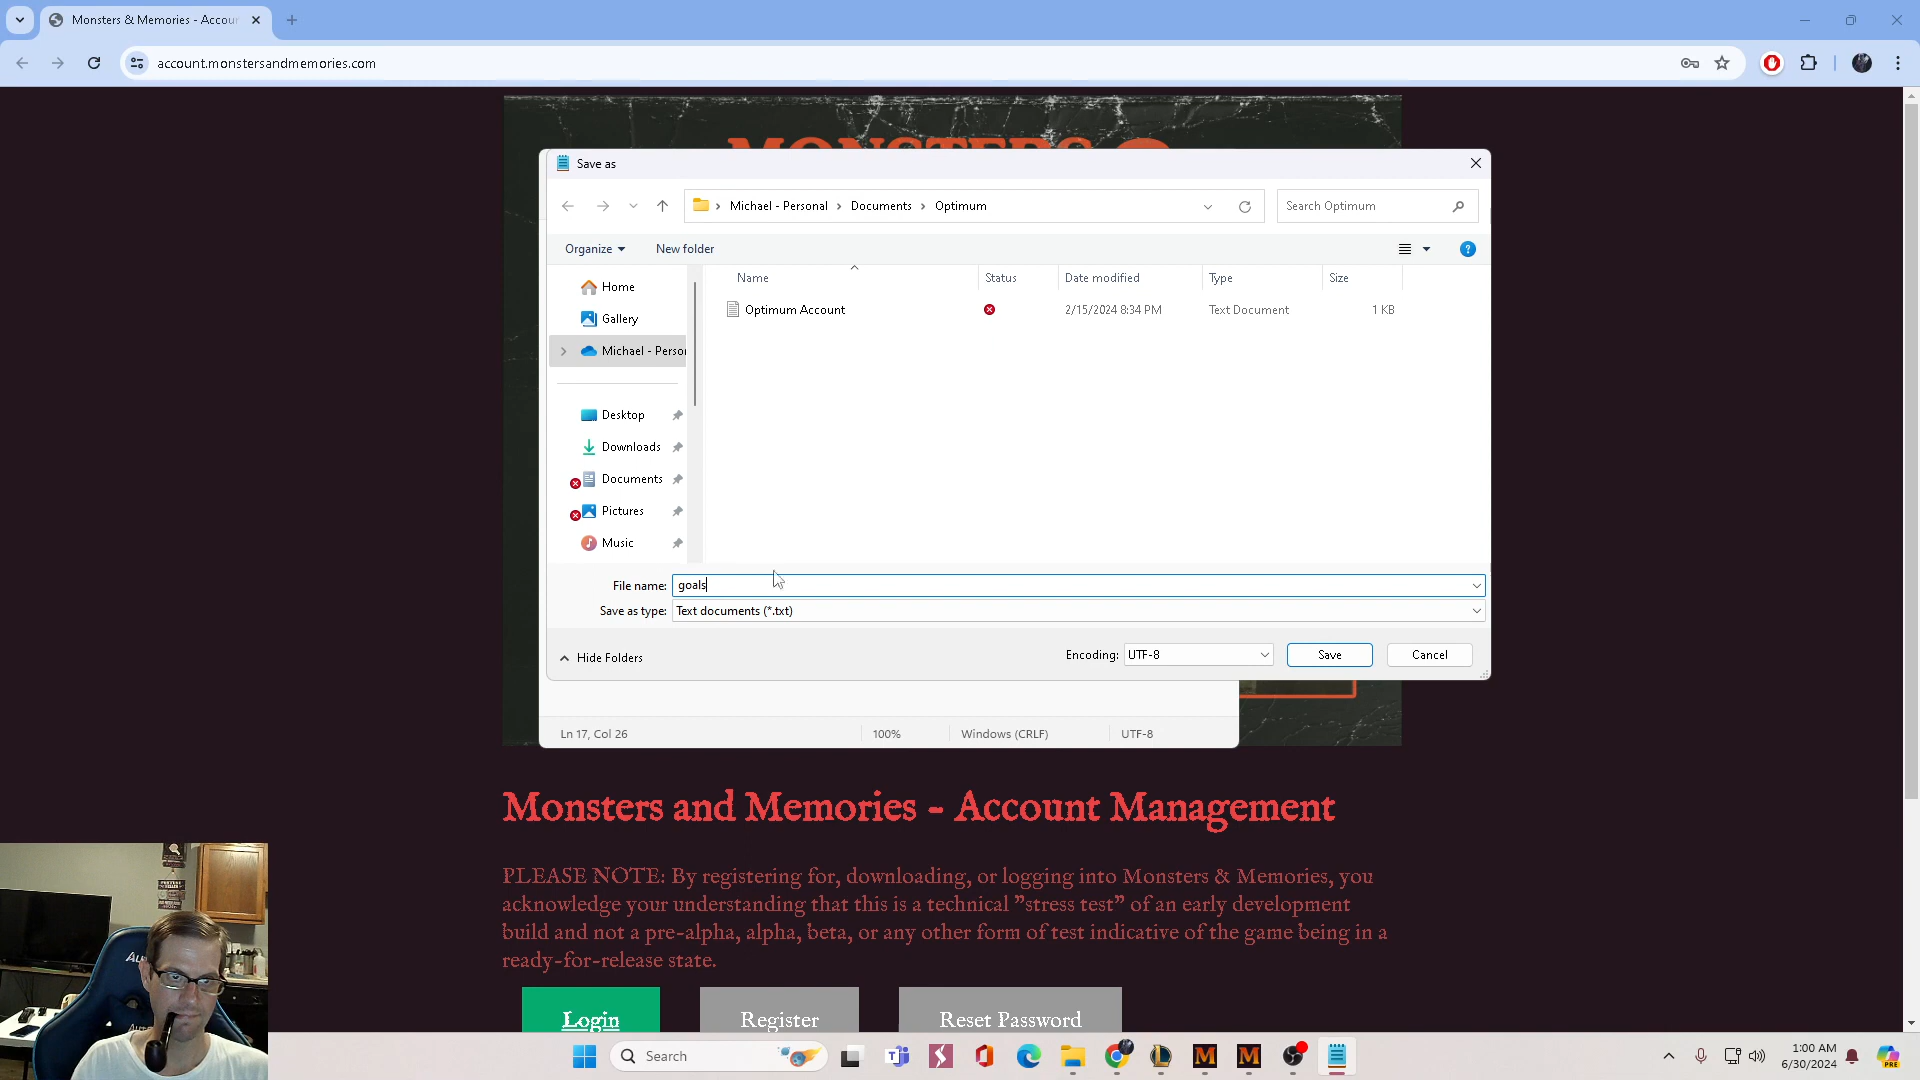 Monsters & Memories - Accou
account.monstersandmemories.com
Save as
Michael - Personal > Documents > Optimum
Search Optimum
Organize
New folder
Name
Status
Date modified
Type
Size
Home
Optimum Account
2/15/2024 8:34 PM
Text Document
1 KB
Gallery
Michael - Person
Desktop
Downloads
Documents
Pictures
Music
File name: goals
Save as type: Text documents (*.txt)
Hide Folders
Encoding: UTF-8
Save
Cancel
Ln 17, Col 26
100%
Windows (CRLF)
UTF-8
Monsters and Memories - Account Management
PLEASE NOTE: By registering for, downloading, or logging into Monsters & Memories, you
acknowledge your understanding that this is a technical "stress test" of an early development
build and not a pre-alpha, alpha, beta, or any other form of test indicative of the game being in a
ready-for-release state.
Login
Register
Reset Password
Search
1:00 AM
6/30/2024